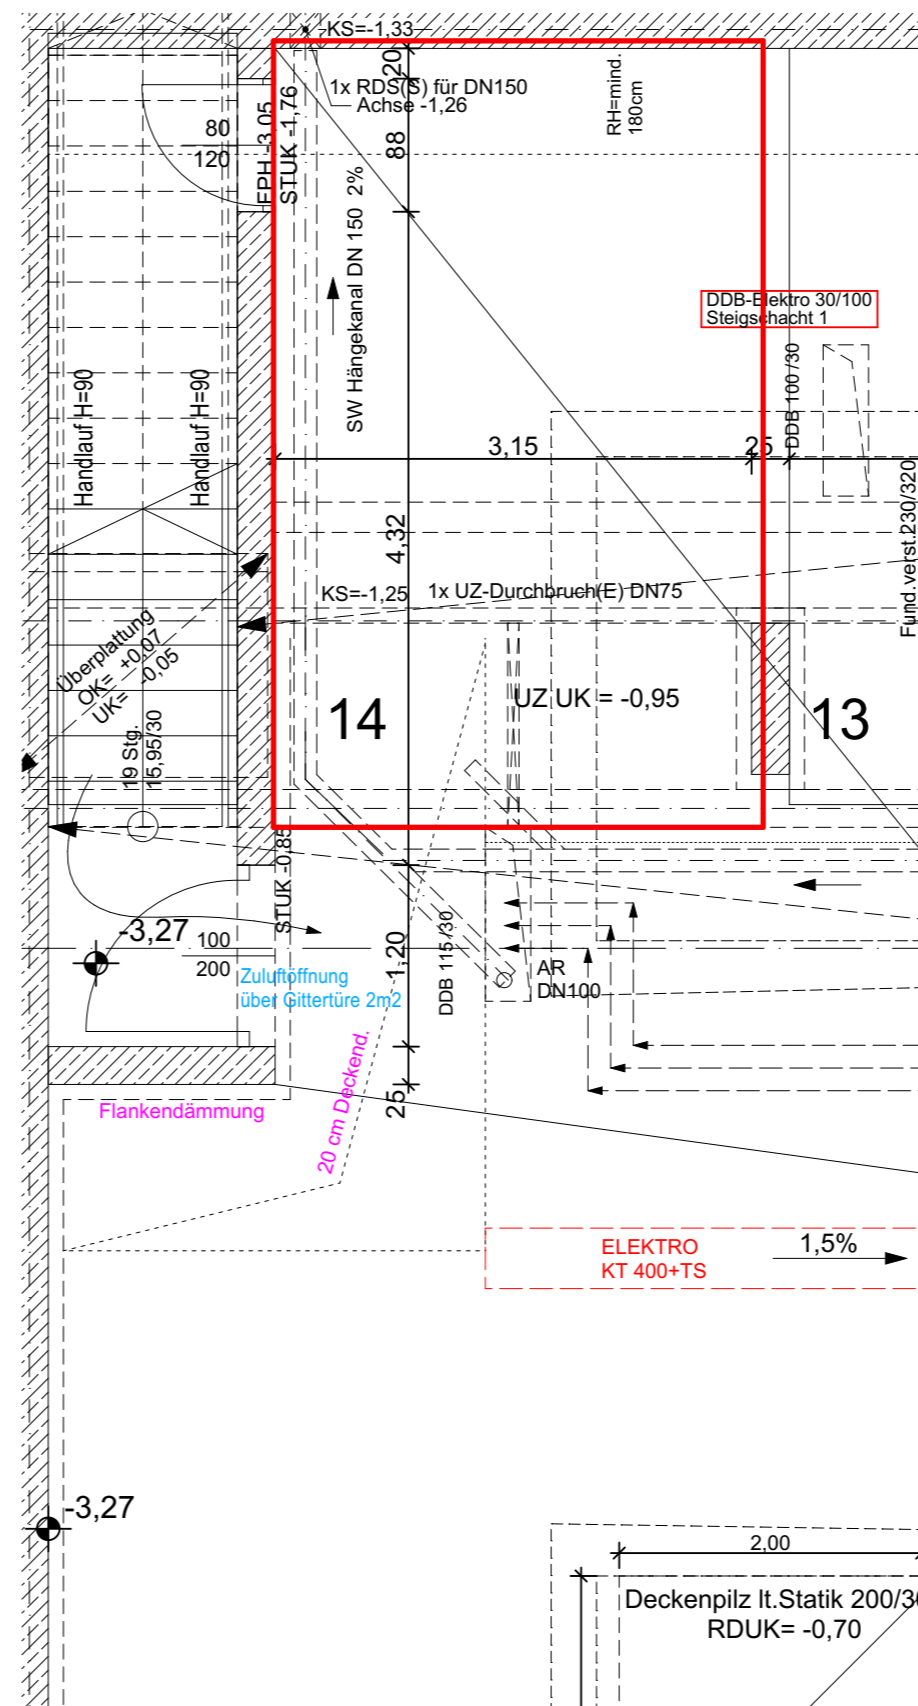 KS=-1,33
1x RDS(S) für DN150
Achse -1,26
20
88
80
120
FPH -3,05
STUK -1,76
RH=mind.
180cm
SW Hängekanal DN 150 2%
DDB-Elektro 30/100
Steigschacht 1
DDB 100 /30
Handlauf H=90
Handlauf H=90
3,15
25
4,32
Fund.verst.230/320
KS=-1,25
1x UZ-Durchbruch(E) DN75
Überplattung
OK= +0,07
UK= -0,05
19 Stg.
15,95/30
14
UZ UK = -0,95
13
STUK -0,85
-3,27
100
200
Zuluftöffnung
über Gittertüre 2m2
1,20
DDB 115 /30
AR
DN100
20 cm Deckend.
25
Flankendämmung
ELEKTRO
KT 400+TS
1,5%
-3,27
2,00
Deckenpilz lt.Statik 200/30
RDUK= -0,70